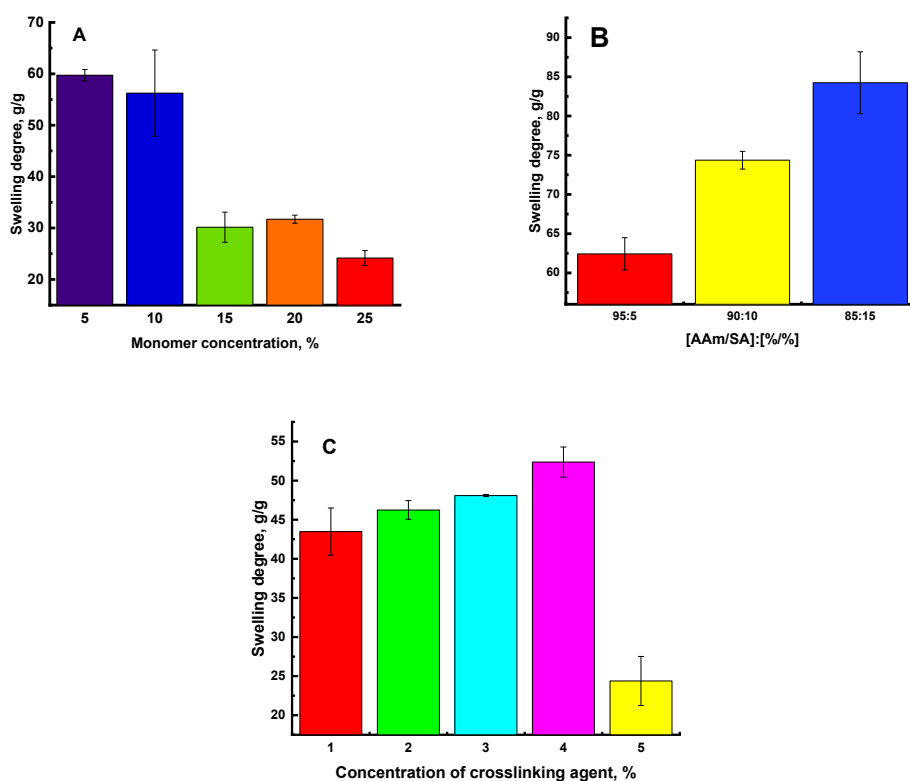 A
70
60
50
40
30
20
Swelling degree, g/g
5 10 15 20 25
Monomer concentration, %
B
90
85
80
75
70
65
60
Swelling degree, g/g
95:5 90:10 85:15
[AAm/SA]:[%/%]
C
55
50
45
40
35
30
25
20
Swelling degree, g/g
1 2 3 4 5
Concentration of crosslinking agent, %